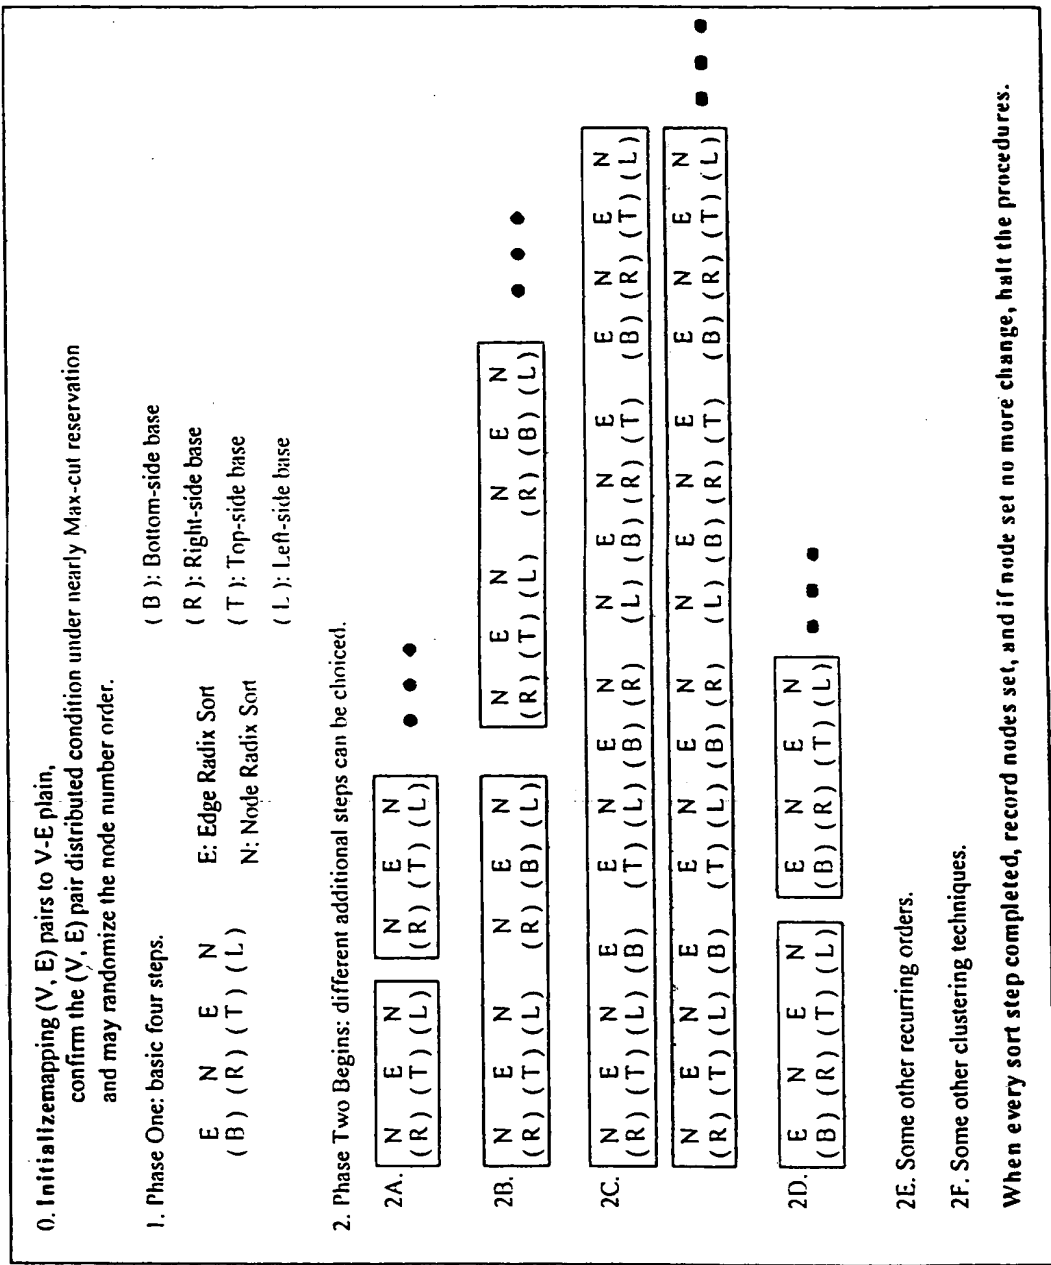 0. Initializemapping (V, E) pairs to V-E plain,
confirm the (V, E) pair distributed condition under nearly Max-cut reservation
and may randomize the node number order.
1. Phase One: basic four steps.
E N E N
(B) (R) (T) (L)
E: Edge Radix Sort
N: Node Radix Sort
( B ): Bottom-side base
( R ): Right-side base
( T ): Top-side base
( L ): Left-side base
2. Phase Two Begins: different additional steps can be choiced.
2A. N E N N E N • • •
(R) (T) (L) (R) (T) (L)
2B. N E N N E N N E N N E N • • •
(R) (T) (L) (R) (B) (L) (R) (T) (L) (R) (B) (L)
2C. N E N E E N E N N E N E E N E N
(R) (T) (L) (B) (T) (L) (B) (R) (L) (B) (R) (T) (B) (R) (T) (L)
N E N E E N E N N E N E E N E N • • •
(R) (T) (L) (B) (T) (L) (B) (R) (L) (B) (R) (T) (B) (R) (T) (L)
2D. E N E N E N E N • • •
(B) (R) (T) (L) (B) (R) (T) (L)
2E. Some other recurring orders.
2F. Some other clustering techniques.
When every sort step completed, record nodes set, and if node set no more change, halt the procedures.